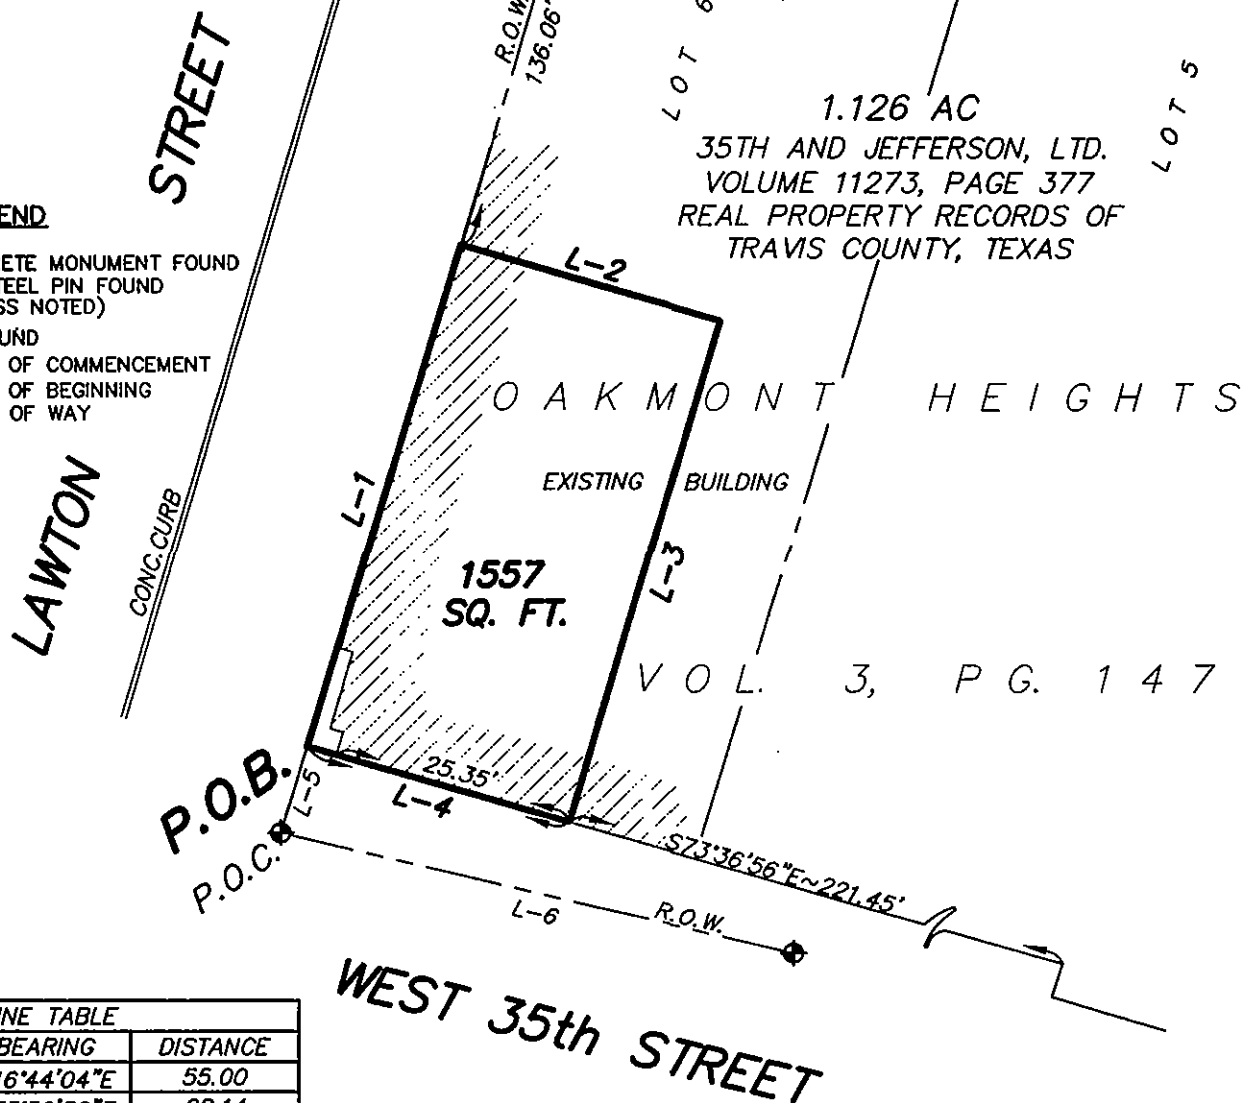 STREET
R.O.W.
136.06'
LOT 6
LOT 5
1.126 AC
35TH AND JEFFERSON, LTD.
VOLUME 11273, PAGE 377
REAL PROPERTY RECORDS OF
TRAVIS COUNTY, TEXAS
END
ETE MONUMENT FOUND
TEEL PIN FOUND
SS NOTED)
UND
OF COMMENCEMENT
OF BEGINNING
OF WAY
L-2
OAKMONT HEIGHTS
LAWTON
CONC.CURB
L-1
EXISTING BUILDING
1557
SQ. FT.
L-3
VOL. 3, PG. 147
P.O.B.
L-5
25.35'
L-4
P.O.C.
S73°36'56"E~221.45'
L-6
R.O.W.
WEST 35th STREET
INE TABLE
BEARING DISTANCE
16°44'04"E 55.00